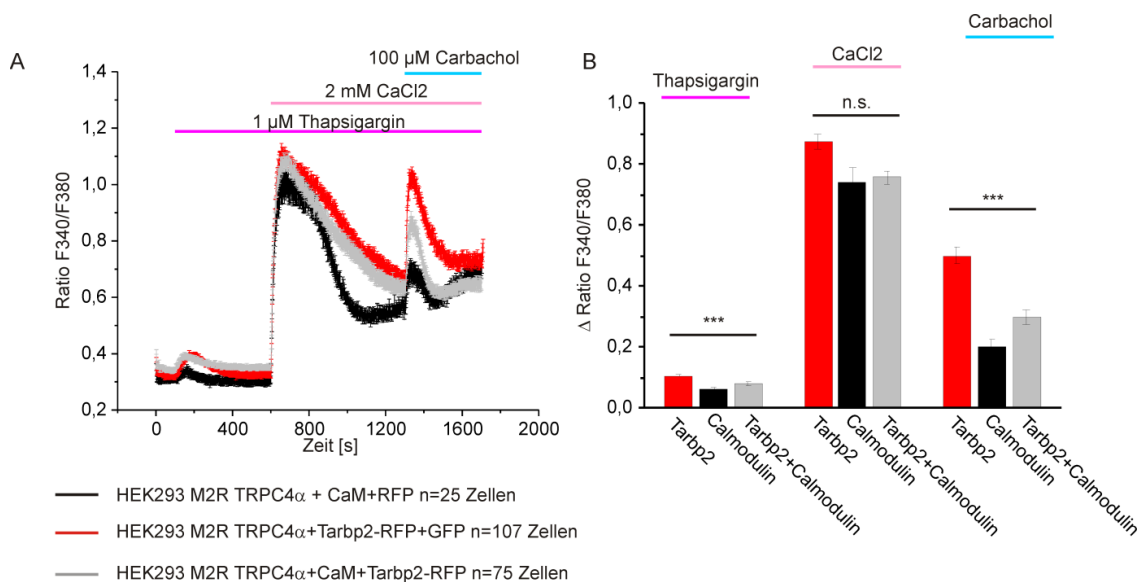 A
100 µM Carbachol
2 mM CaCl2
1 µM Thapsigargin
Ratio F340/F380
1,4
1,2
1,0
0,8
0,6
0,4
0,2
0
400
800
1200
1600
2000
Zeit [s]
HEK293 M2R TRPC4α + CaM+RFP n=25 Zellen
HEK293 M2R TRPC4α+Tarbp2-RFP+GFP n=107 Zellen
HEK293 M2R TRPC4α+CaM+Tarbp2-RFP n=75 Zellen
B
Carbachol
CaCl2
Thapsigargin
n.s.
***
***
Δ Ratio F340/F380
1,0
0,8
0,6
0,4
0,2
0,0
Tarbp2
Calmodulin
Tarbp2+Calmodulin
Tarbp2
Calmodulin
Tarbp2+Calmodulin
Tarbp2
Calmodulin
Tarbp2+Calmodulin